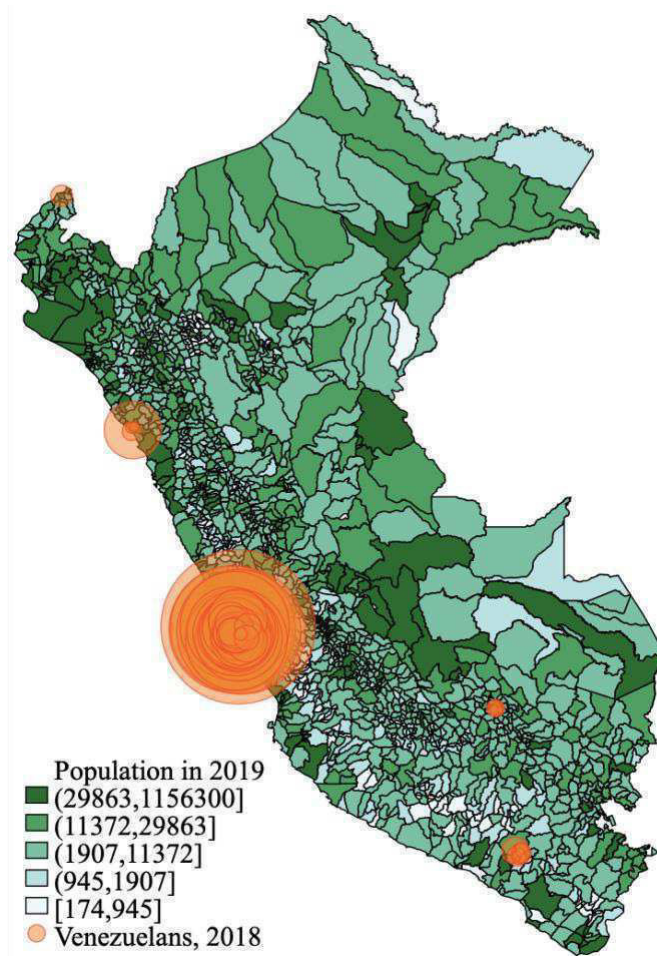 Population in 2019
(29863,1156300]
(11372,29863]
(1907,11372]
(945,1907]
[174,945]
Venezuelans, 2018